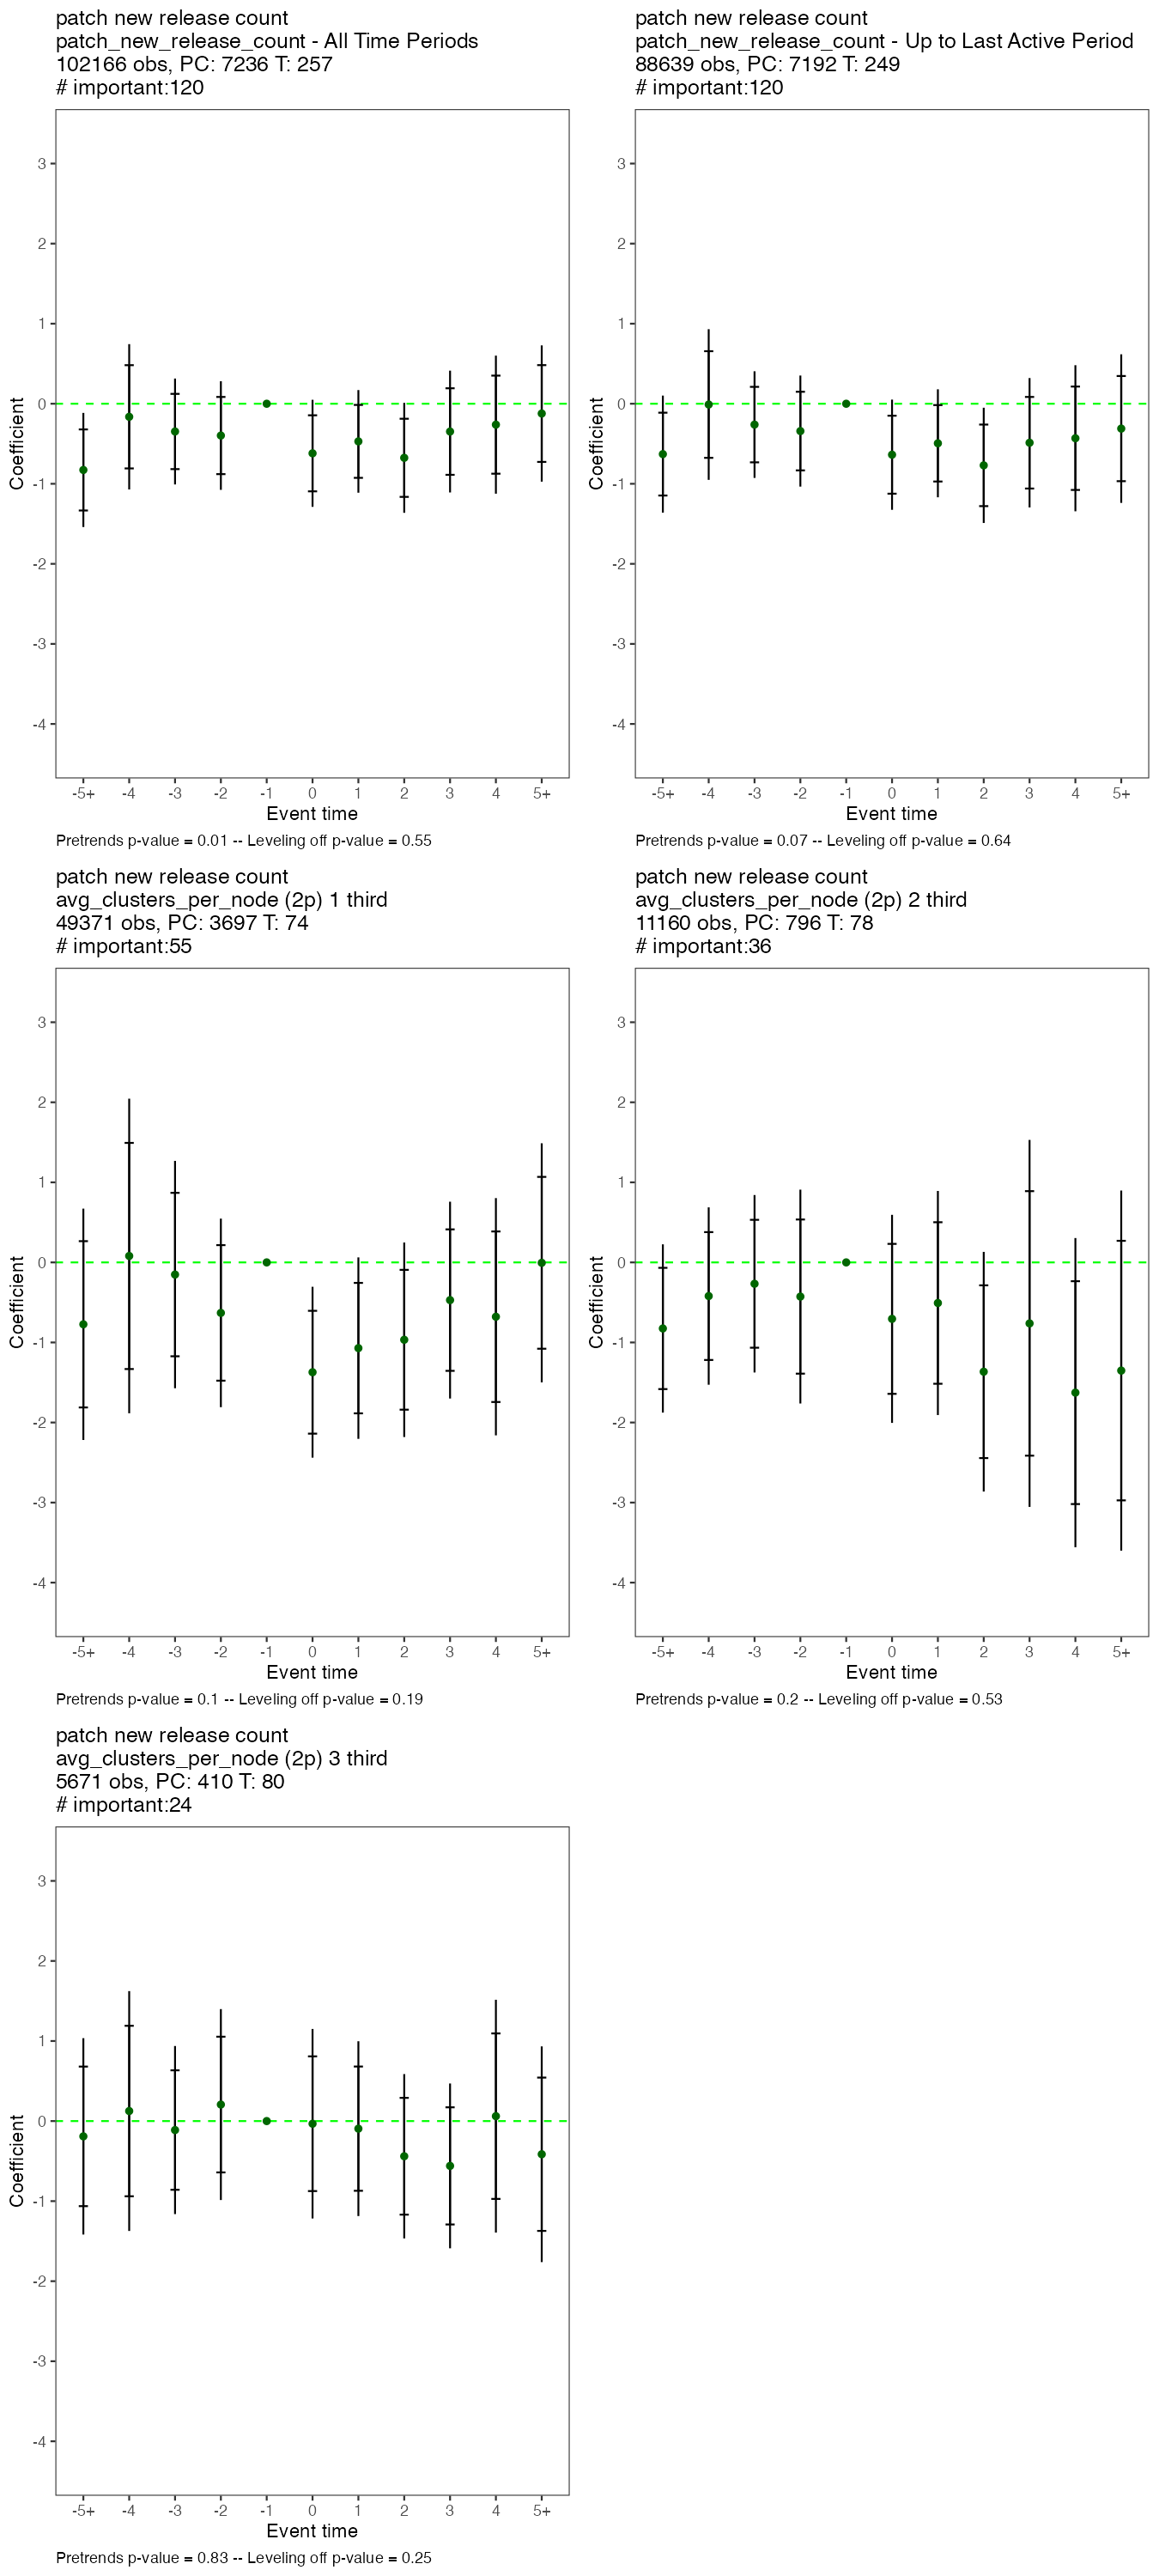 patch new release count
patch_new_release_count - All Time Periods
102166 obs, PC: 7236 T: 257
# important:120
3
2
1
0
-1
-2
-3
-4
Coefficient
-5+ -4 -3 -2 -1 0 1 2 3 4 5+
Event time
Pretrends p-value = 0.01 -- Leveling off p-value = 0.55
patch new release count
patch_new_release_count - Up to Last Active Period
88639 obs, PC: 7192 T: 249
# important:120
3
2
1
0
-1
-2
-3
-4
Coefficient
-5+ -4 -3 -2 -1 0 1 2 3 4 5+
Event time
Pretrends p-value = 0.07 -- Leveling off p-value = 0.64
patch new release count
avg_clusters_per_node (2p) 1 third
49371 obs, PC: 3697 T: 74
# important:55
3
2
1
0
-1
-2
-3
-4
Coefficient
-5+ -4 -3 -2 -1 0 1 2 3 4 5+
Event time
Pretrends p-value = 0.1 -- Leveling off p-value = 0.19
patch new release count
avg_clusters_per_node (2p) 2 third
11160 obs, PC: 796 T: 78
# important:36
3
2
1
0
-1
-2
-3
-4
Coefficient
-5+ -4 -3 -2 -1 0 1 2 3 4 5+
Event time
Pretrends p-value = 0.2 -- Leveling off p-value = 0.53
patch new release count
avg_clusters_per_node (2p) 3 third
5671 obs, PC: 410 T: 80
# important:24
3
2
1
0
-1
-2
-3
-4
Coefficient
-5+ -4 -3 -2 -1 0 1 2 3 4 5+
Event time
Pretrends p-value = 0.83 -- Leveling off p-value = 0.25